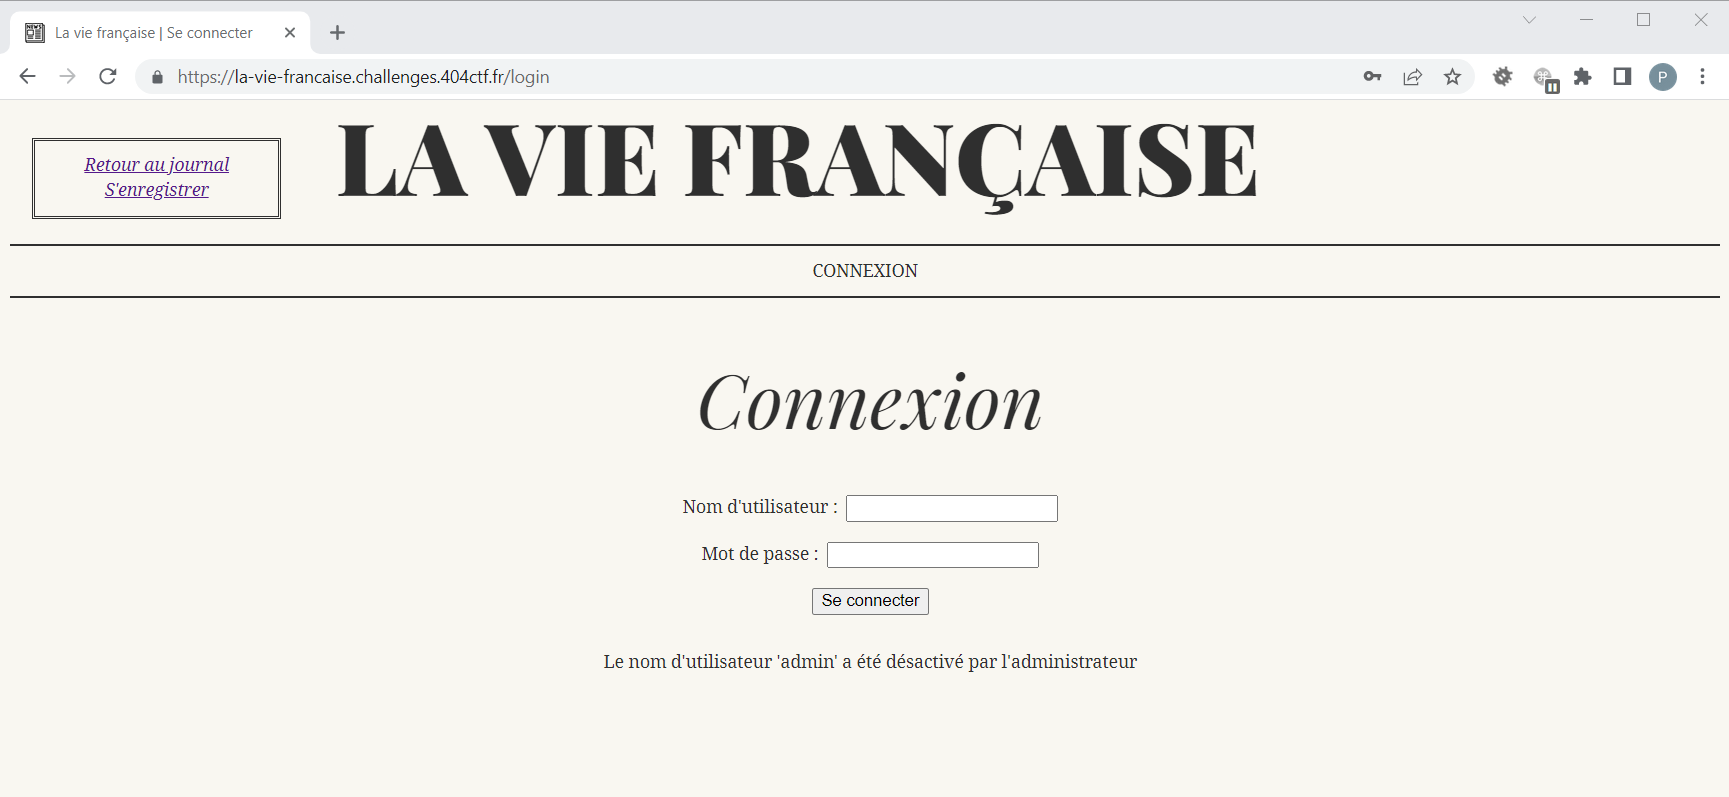 La vie française | Se connecter
https://la-vie-francaise.challenges.404ctf.fr/login
P
Retour au journal
S'enregistrer
LA VIE FRANÇAISE
CONNEXION
Connexion
Nom d'utilisateur :
Mot de passe :
Se connecter
Le nom d'utilisateur 'admin' a été désactivé par l'administrateur